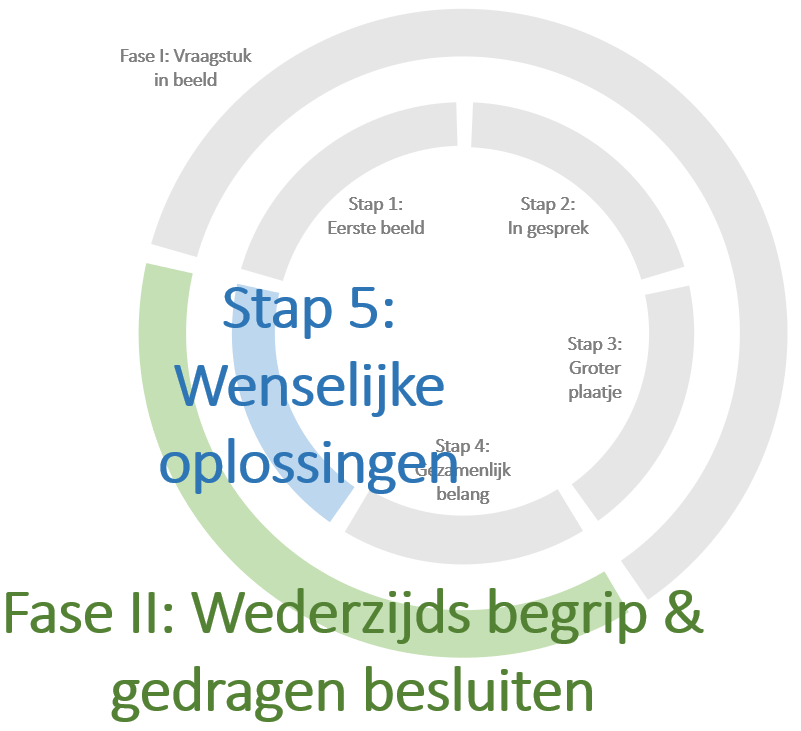 Fase I: Vraagstuk
in beeld
Stap 1:
Eerste beeld
Stap 2:
In gesprek
Stap 3:
Groter
plaatje
Stap 4:
Gezamenlijk
belang
Stap 5:
Wenselijke
oplossingen
Fase II: Wederzijds begrip &
gedragen besluiten